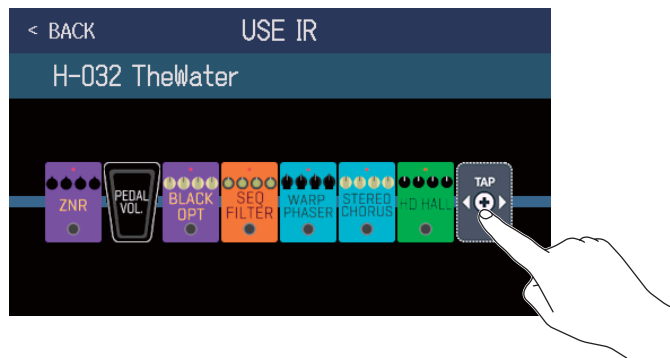 < BACK
USE IR
H-032 TheWater
ZNR
PEDAL
VOL.
BLACK
OPT
SEQ
FILTER
WARP
PHASER
STEREO
CHORUS
HD HALL
TAP